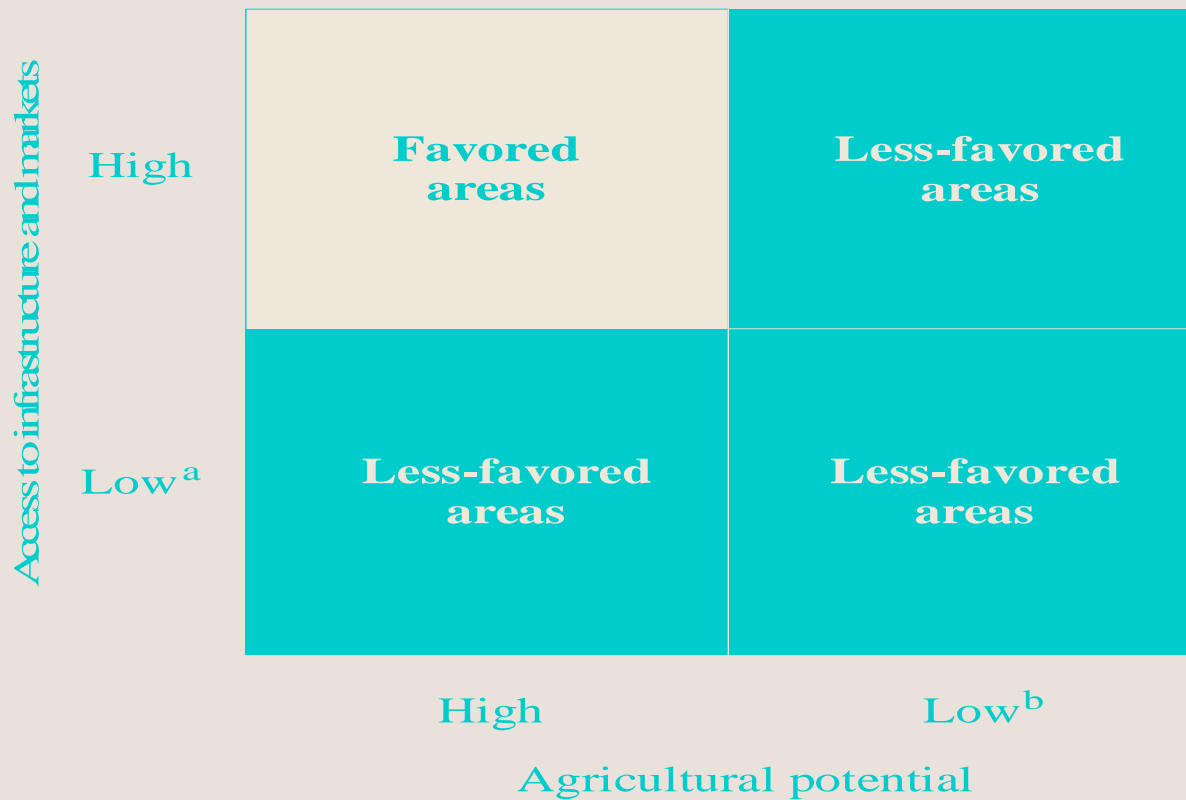 Access to infrastructure and markets
High
Favored
areas
Less-favored
areas
Low^a
Less-favored
areas
Less-favored
areas
High
Low^b
Agricultural potential